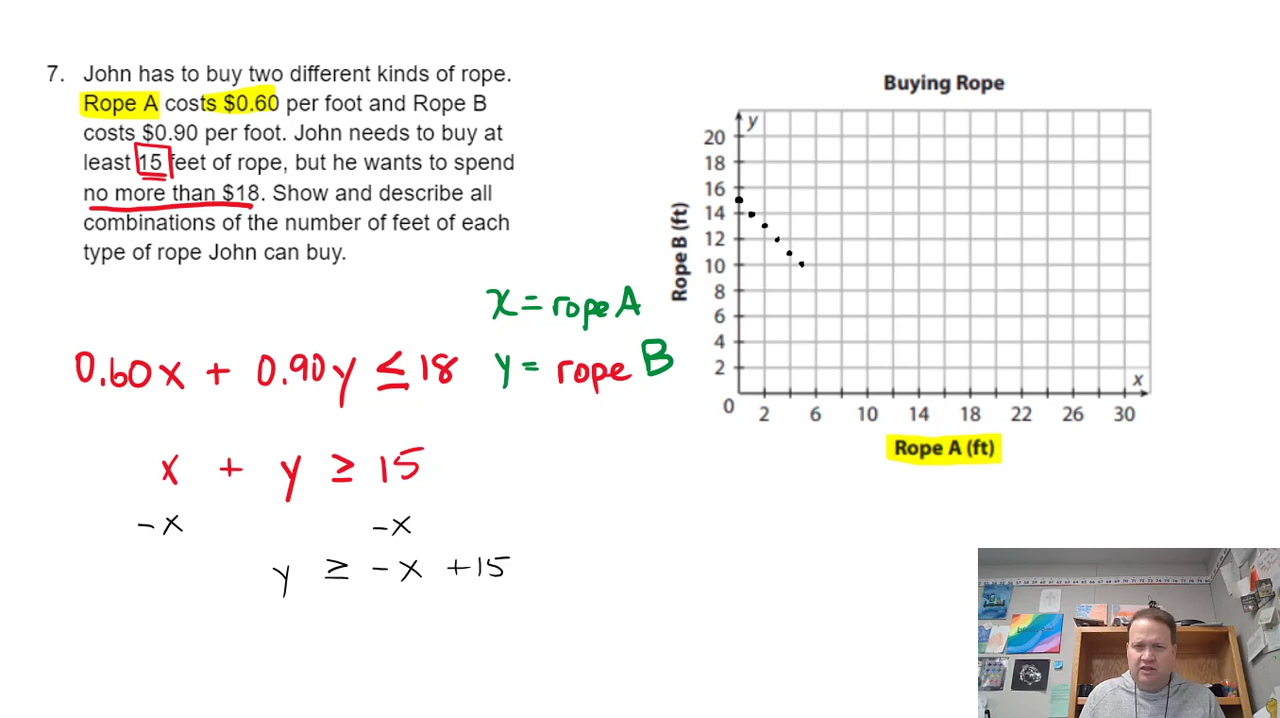 7. John has to buy two different kinds of rope.
Rope A costs $0.60 per foot and Rope B
costs $0.90 per foot. John needs to buy at
least 15 feet of rope, but he wants to spend
no more than $18. Show and describe all
combinations of the number of feet of each
type of rope John can buy.
x = rope A
y = rope B
0.60x + 0.90y ≤ 18
x + y ≥ 15
-x -x
y ≥ -x +15
Buying Rope
y
20
18
16
14
12
10
8
6
4
2
Rope B (ft)
x
0 2 6 10 14 18 22 26 30
Rope A (ft)